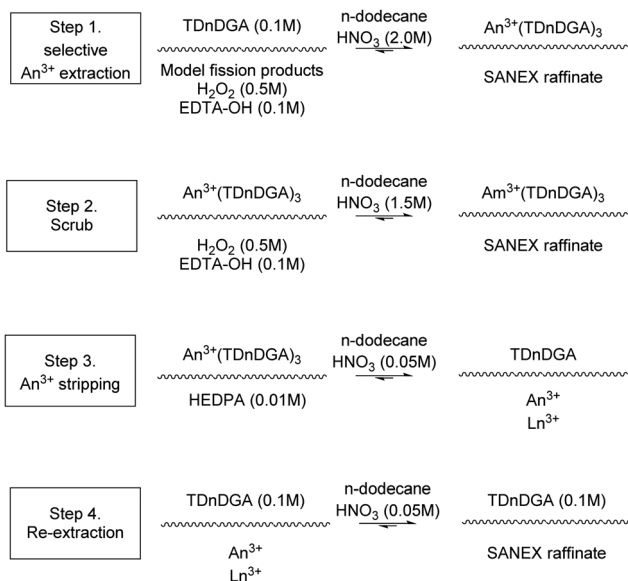 Step 1.
selective
An³⁺ extraction
TDnDGA (0.1M)
Model fission products
H₂O₂ (0.5M)
EDTA-OH (0.1M)
n-dodecane
HNO₃ (2.0M)
An³⁺(TDnDGA)₃
SANEX raffinate
Step 2.
Scrub
An³⁺(TDnDGA)₃
H₂O₂ (0.5M)
EDTA-OH (0.1M)
n-dodecane
HNO₃ (1.5M)
Am³⁺(TDnDGA)₃
SANEX raffinate
Step 3.
An³⁺ stripping
An³⁺(TDnDGA)₃
HEDPA (0.01M)
n-dodecane
HNO₃ (0.05M)
TDnDGA
An³⁺
Ln³⁺
Step 4.
Re-extraction
TDnDGA (0.1M)
An³⁺
Ln³⁺
n-dodecane
HNO₃ (0.05M)
TDnDGA (0.1M)
SANEX raffinate